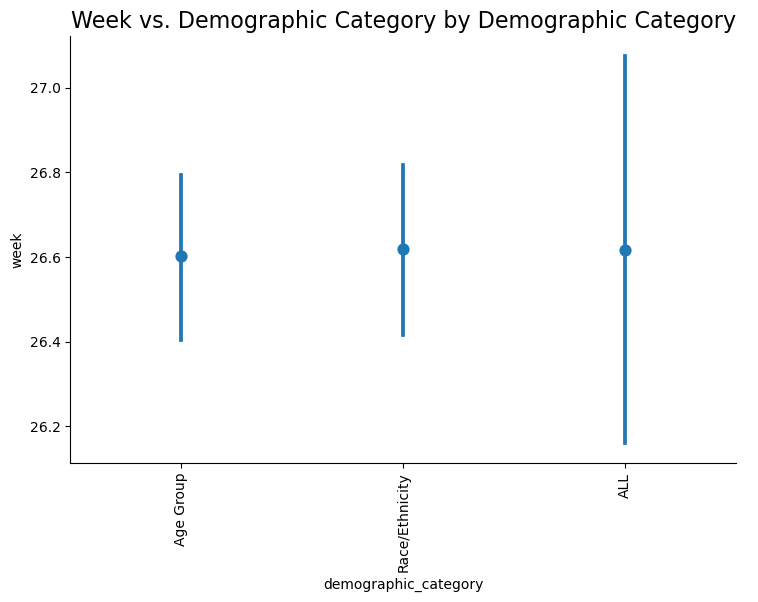 Week vs. Demographic Category by Demographic Category
week
27.0
26.8
26.6
26.4
26.2
Age Group
Race/Ethnicity
ALL
demographic_category